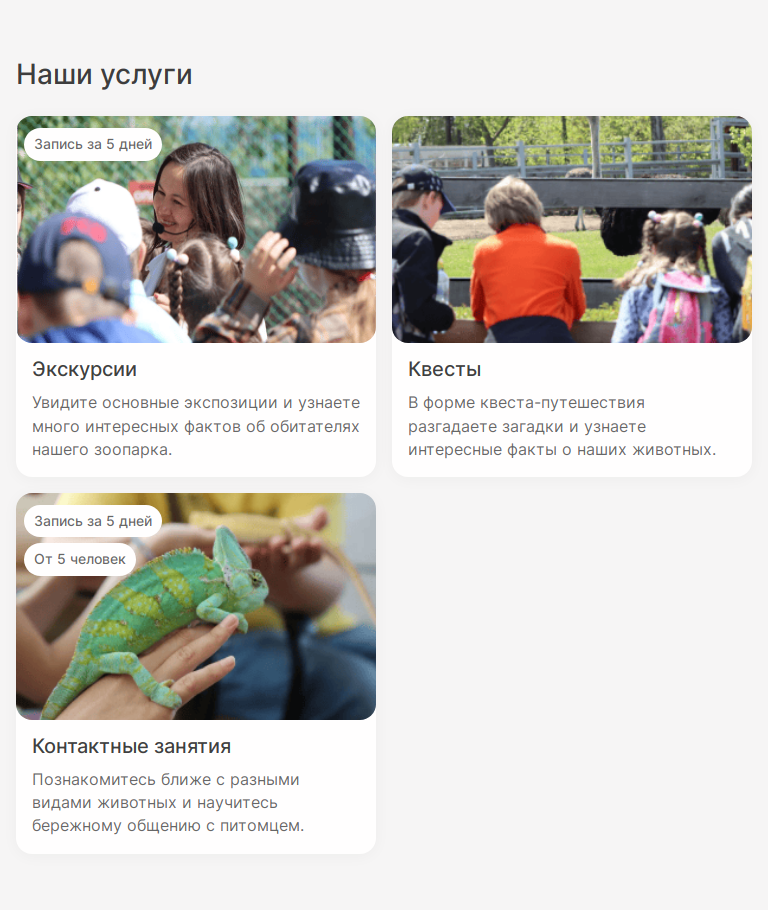 Наши услуги
Запись за 5 дней
Экскурсии
Увидите основные экспозиции и узнаете
много интересных фактов об обитателях
нашего зоопарка.
Квесты
В форме квеста-путешествия
разгадаете загадки и узнаете
интересные факты о наших животных.
Запись за 5 дней
От 5 человек
Контактные занятия
Познакомитесь ближе с разными
видами животных и научитесь
бережному общению с питомцем.